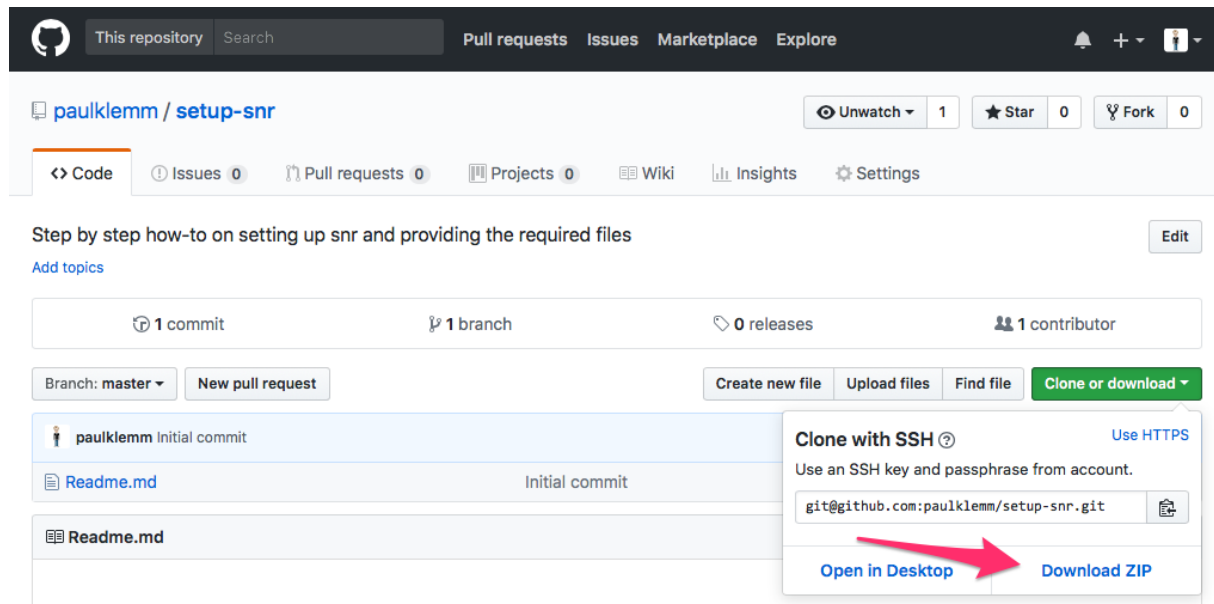 This repository Search Pull requests Issues Marketplace Explore
paulklemm / setup-snr Unwatch 1 Star 0 Fork 0
<> Code Issues 0 Pull requests 0 Projects 0 Wiki Insights Settings
Step by step how-to on setting up snr and providing the required files Edit
Add topics
1 commit 1 branch 0 releases 1 contributor
Branch: master New pull request Create new file Upload files Find file Clone or download
paulklemm Initial commit
Readme.md Initial commit
Readme.md
Clone with SSH Use HTTPS
Use an SSH key and passphrase from account.
git@github.com:paulklemm/setup-snr.git
Open in Desktop Download ZIP